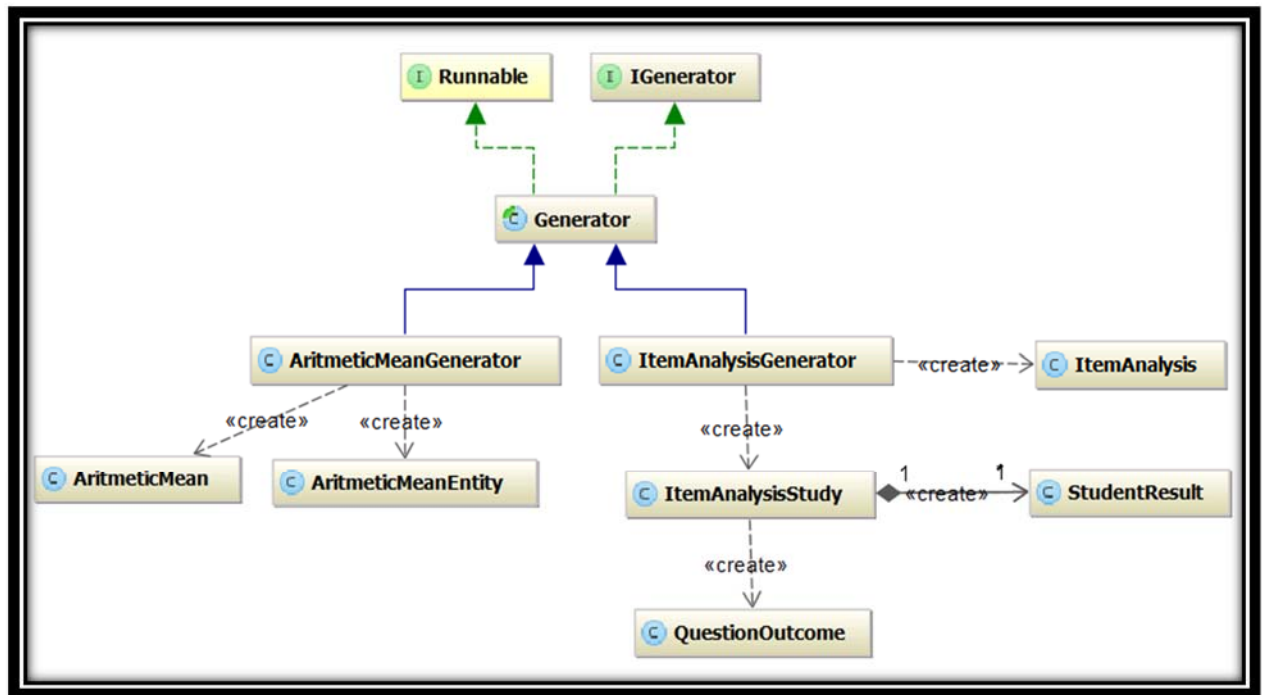 I Runnable
I IGenerator
C Generator
C AritmeticMeanGenerator
C ItemAnalysisGenerator
«create»
C ItemAnalysis
«create»
«create»
«create»
C AritmeticMean
C AritmeticMeanEntity
C ItemAnalysisStudy
1
«create»
1
C StudentResult
«create»
C QuestionOutcome